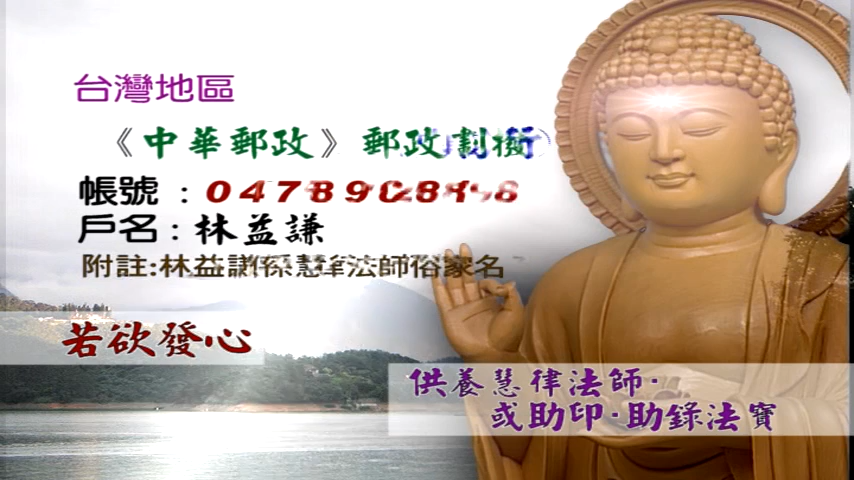 台灣地區
《中華郵政》郵政劃
帳號：
戶名：林益謙
附註:林益謙係慧律法師俗家名
若欲發心
供養慧律法師·
或助印·助錄法寶